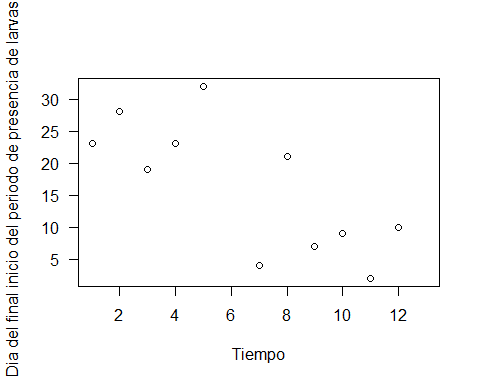 Dia del final inicio del periodo de presencia de larvas
30
25
20
15
10
5
2 4 6 8 10 12
Tiempo